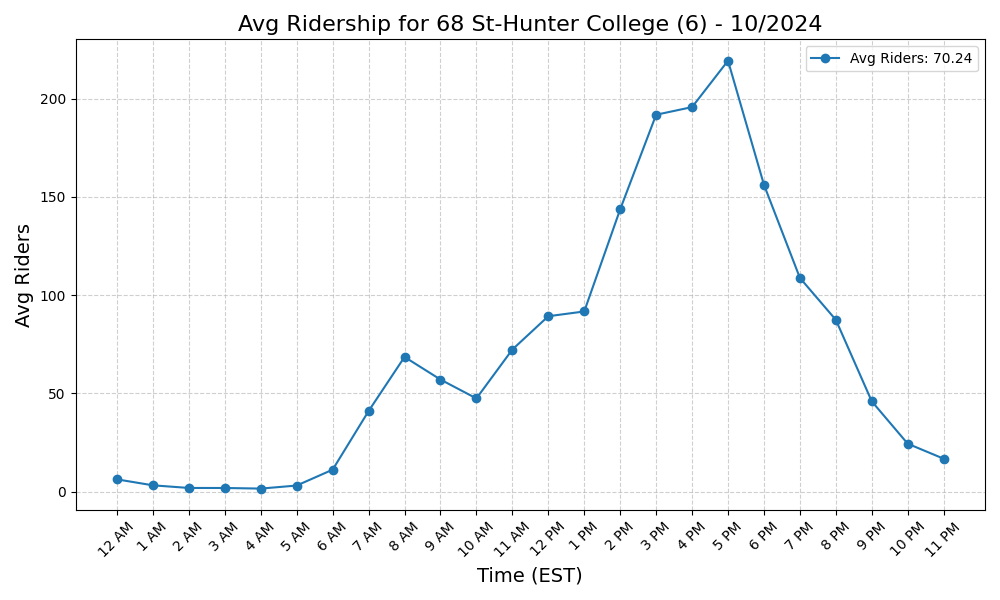 Avg Ridership for 68 St-Hunter College (6) - 10/2024
Avg Riders: 70.24
Avg Riders
200
150
100
50
0
12 AM
1 AM
2 AM
3 AM
4 AM
5 AM
6 AM
7 AM
8 AM
9 AM
10 AM
11 AM
12 PM
1 PM
2 PM
3 PM
4 PM
5 PM
6 PM
7 PM
8 PM
9 PM
10 PM
11 PM
Time (EST)